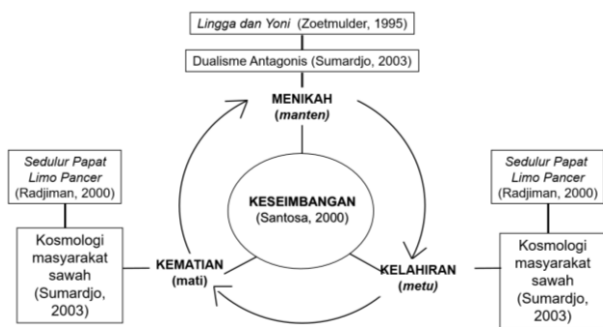 Lingga dan Yoni (Zoetmulder, 1995)
Dualisme Antagonis (Sumardjo, 2003)
MENIKAH
(manten)
Sedulur Papat
Limo Pancer
(Radjiman, 2000)
Kosmologi
masyarakat
sawah
(Sumardjo,
2003)
KESEIMBANGAN
(Santosa, 2000)
KEMATIAN
(mati)
KELAHIRAN
(metu)
Sedulur Papat
Limo Pancer
(Radjiman, 2000)
Kosmologi
masyarakat
sawah
(Sumardjo,
2003)